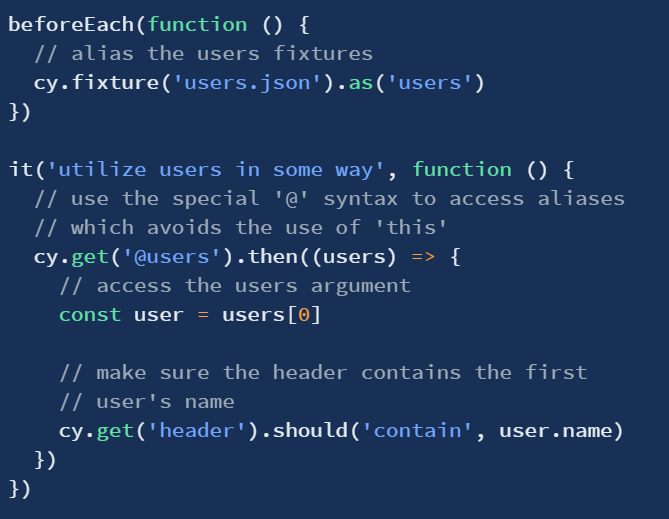 beforeEach(function () {
  // alias the users fixtures
  cy.fixture('users.json').as('users')
})

it('utilize users in some way', function () {
  // use the special '@' syntax to access aliases
  // which avoids the use of 'this'
  cy.get('@users').then((users) => {
    // access the users argument
    const user = users[0]

    // make sure the header contains the first
    // user's name
    cy.get('header').should('contain', user.name)
  })
})